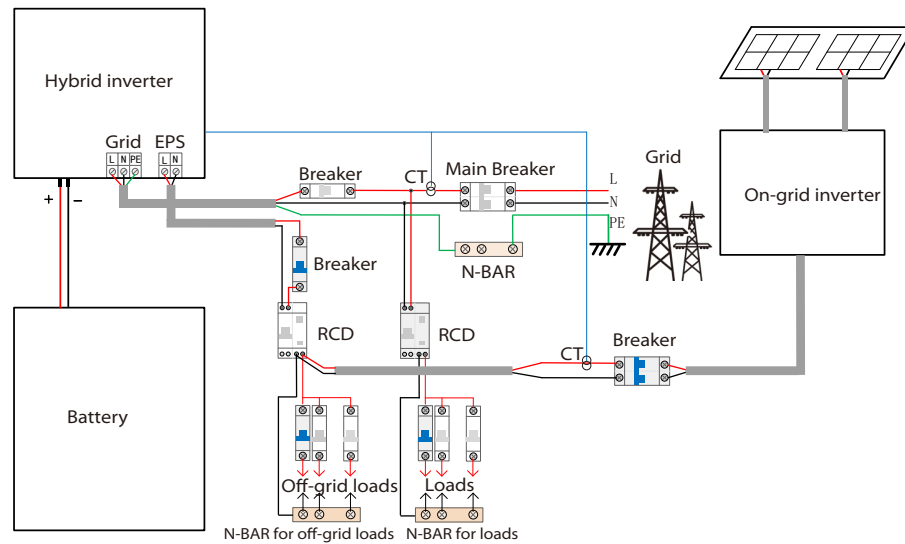 Hybrid inverter
Grid EPS
L N PE L N
+ −
Breaker
CT
Main Breaker
L
N
PE
Grid
On-grid inverter
N-BAR
Breaker
RCD
RCD
CT
Breaker
Battery
Off-grid loads
Loads
N-BAR for off-grid loads
N-BAR for loads